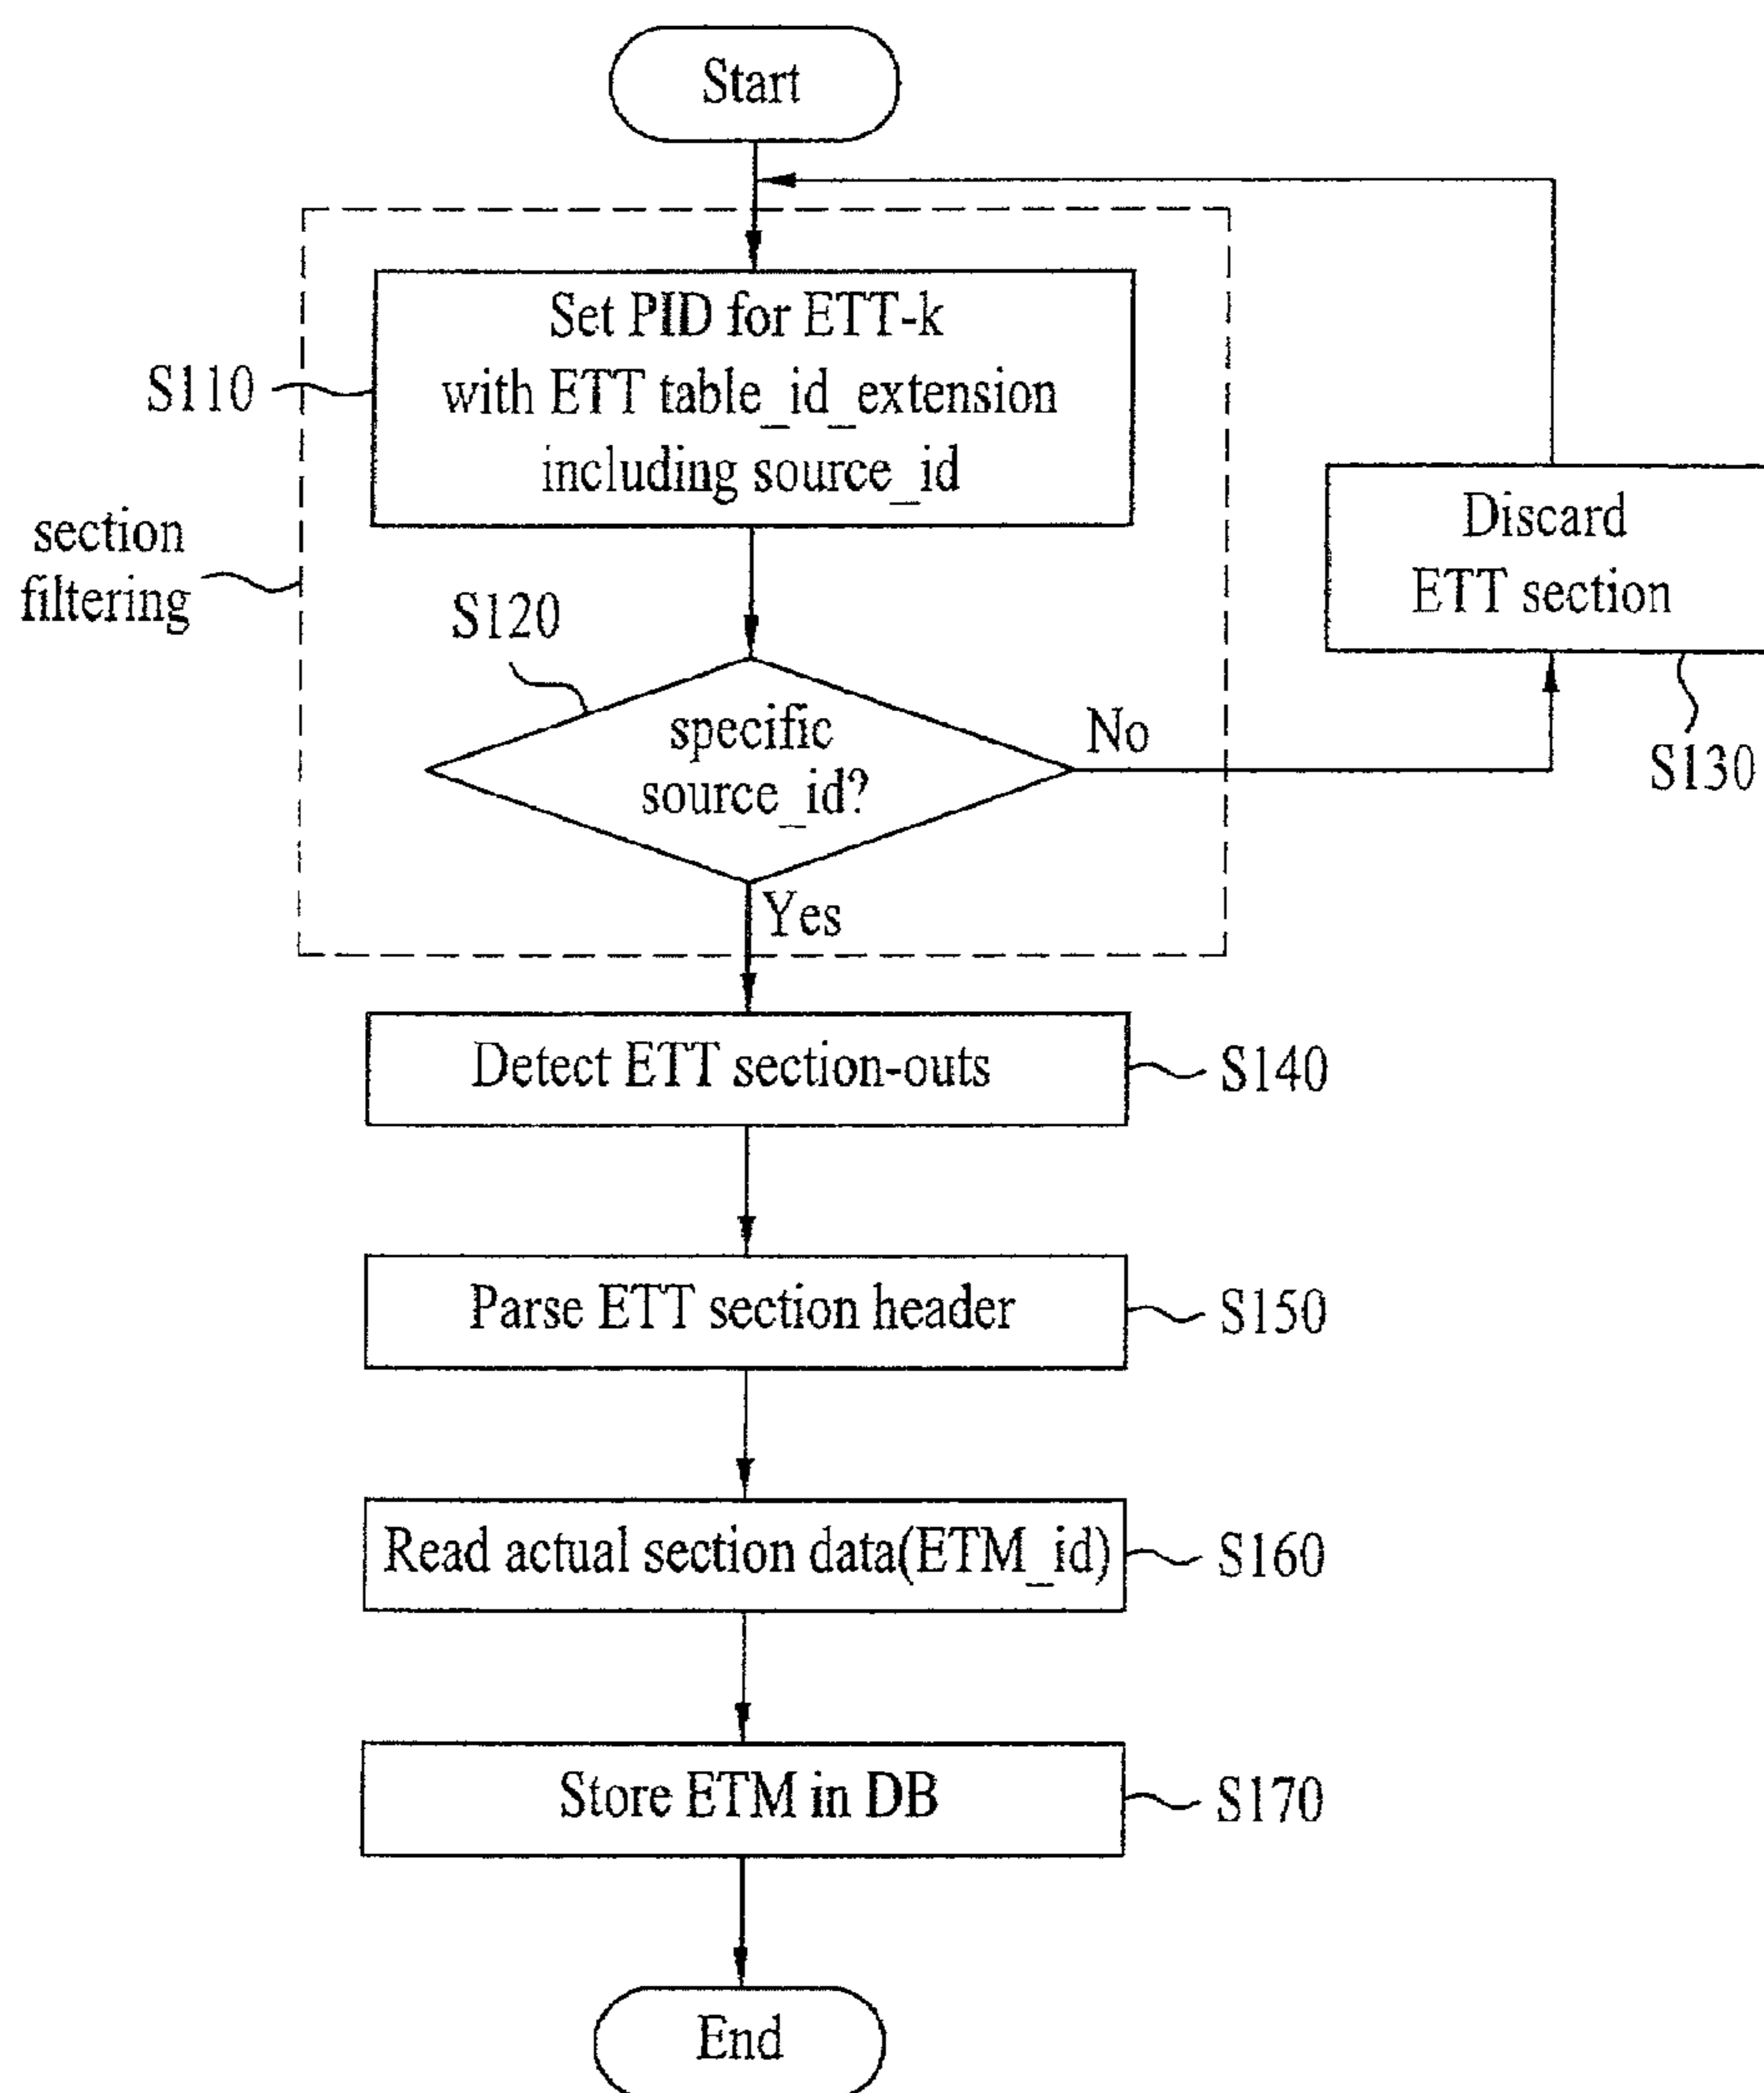 Start
Set PID for ETT-k
with ETT table_id_extension
including source_id
S110
section
filtering
S120
specific
source_id?
No
Yes
Discard
ETT section
S130
Detect ETT section-outs
S140
Parse ETT section header
S150
Read actual section data(ETM_id)
S160
Store ETM in DB
S170
End